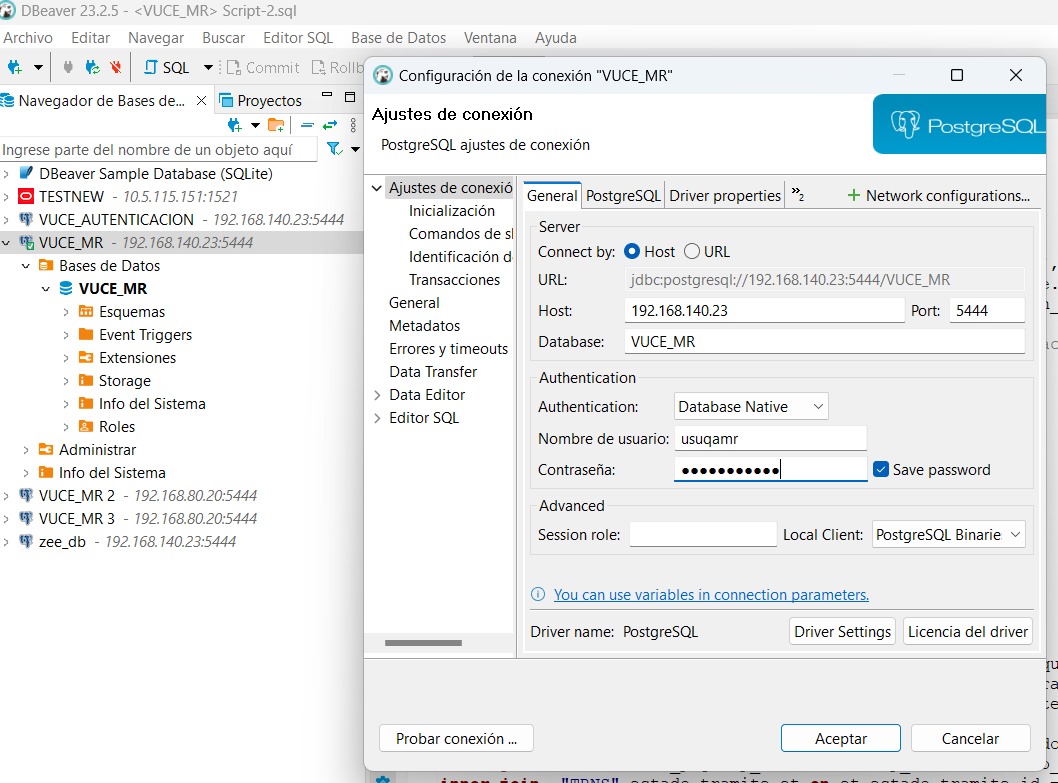 DBeaver 23.2.5 - <VUCE_MR> Script-2.sql
Archivo Editar Navegar Buscar Editor SQL Base de Datos Ventana Ayuda
SQL Commit Rollb
Navegador de Bases de... Proyectos
Ingrese parte del nombre de un objeto aquí
DBeaver Sample Database (SQLite)
TESTNEW - 10.5.115.151:1521
VUCE_AUTENTICACION - 192.168.140.23:5444
VUCE_MR - 192.168.140.23:5444
Bases de Datos
VUCE_MR
Esquemas
Event Triggers
Extensiones
Storage
Info del Sistema
Roles
Administrar
Info del Sistema
VUCE_MR 2 - 192.168.80.20:5444
VUCE_MR 3 - 192.168.80.20:5444
zee_db - 192.168.140.23:5444
Configuración de la conexión "VUCE_MR"
Ajustes de conexión
PostgreSQL ajustes de conexión
PostgreSQL
Ajustes de conexió
Inicialización
Comandos de sl
Identificación d
Transacciones
General
Metadatos
Errores y timeouts
Data Transfer
Data Editor
Editor SQL
General PostgreSQL Driver properties »2 Network configurations...
Server
Connect by: Host URL
URL: jdbc:postgresql://192.168.140.23:5444/VUCE_MR
Host: 192.168.140.23 Port: 5444
Database: VUCE_MR
Authentication
Authentication: Database Native
Nombre de usuario: usuqamr
Contraseña: ••••••••••• Save password
Advanced
Session role: Local Client: PostgreSQL Binarie
You can use variables in connection parameters.
Driver name: PostgreSQL Driver Settings Licencia del driver
Probar conexión ... Aceptar Cancelar